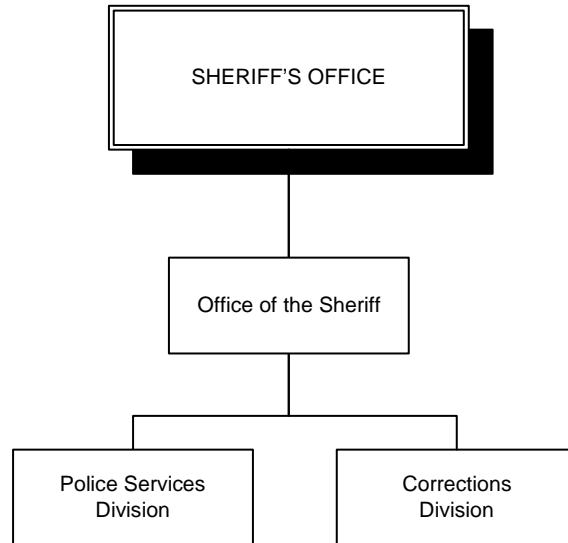 SHERIFF’S OFFICE
Office of the Sheriff
Police Services
Division
Corrections
Division